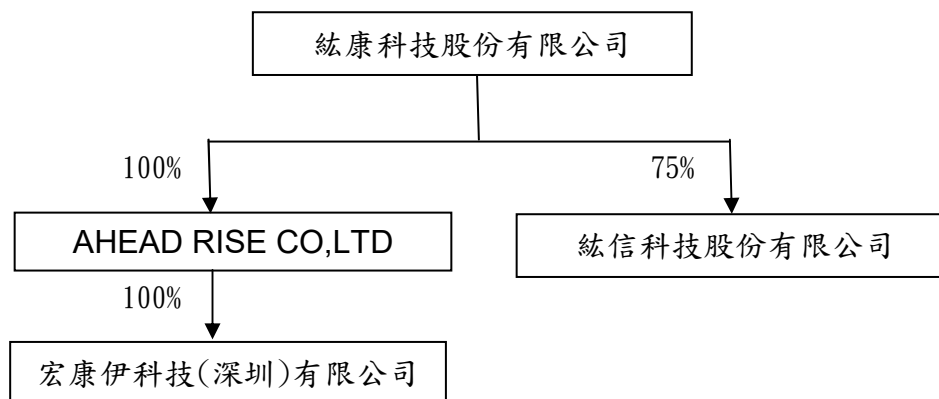 紘康科技股份有限公司
100%
75%
AHEAD RISE CO,LTD
紘信科技股份有限公司
100%
宏康伊科技(深圳)有限公司